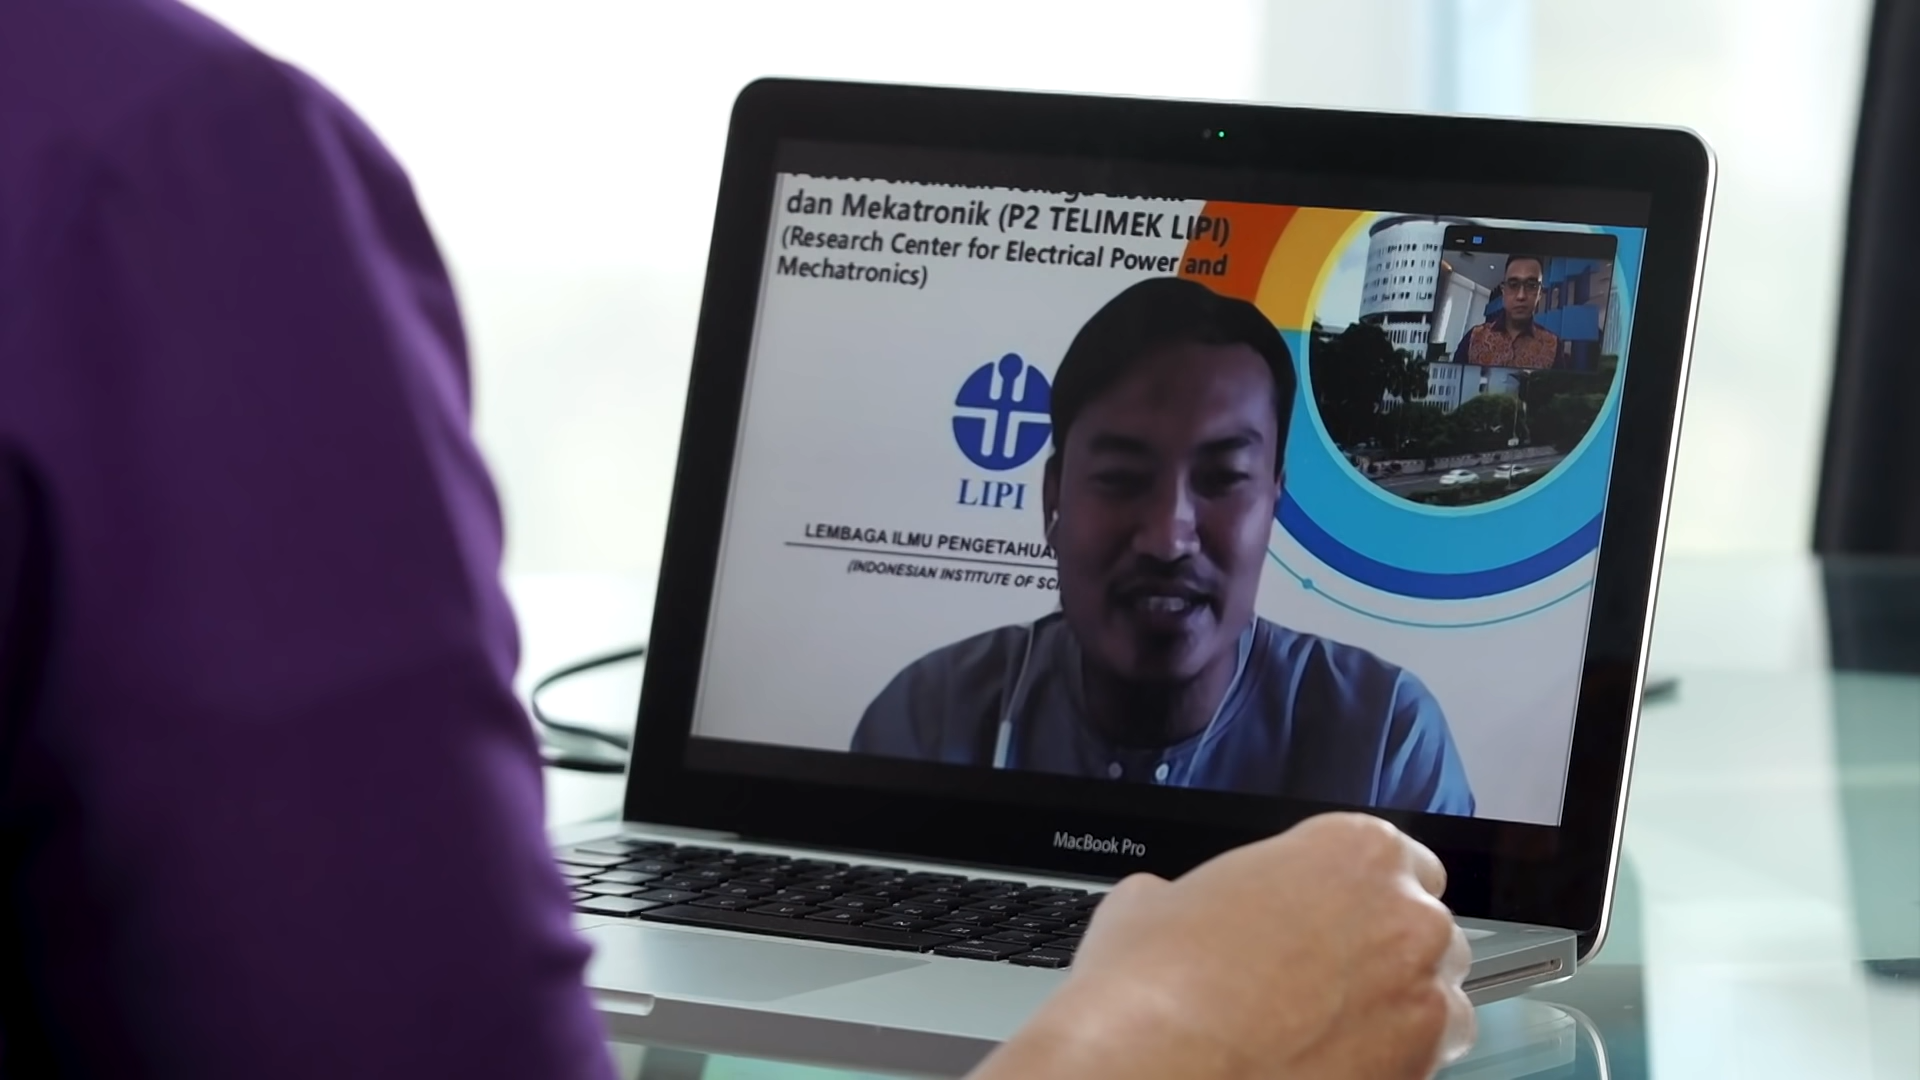 dan Mekatronik (P2 TELIMEK LIPI)
(Research Center for Electrical Power and
Mechatronics)
LIPI
LEMBAGA ILMU PENGETAHUA
(INDONESIAN INSTITUTE OF SCI
MacBook Pro